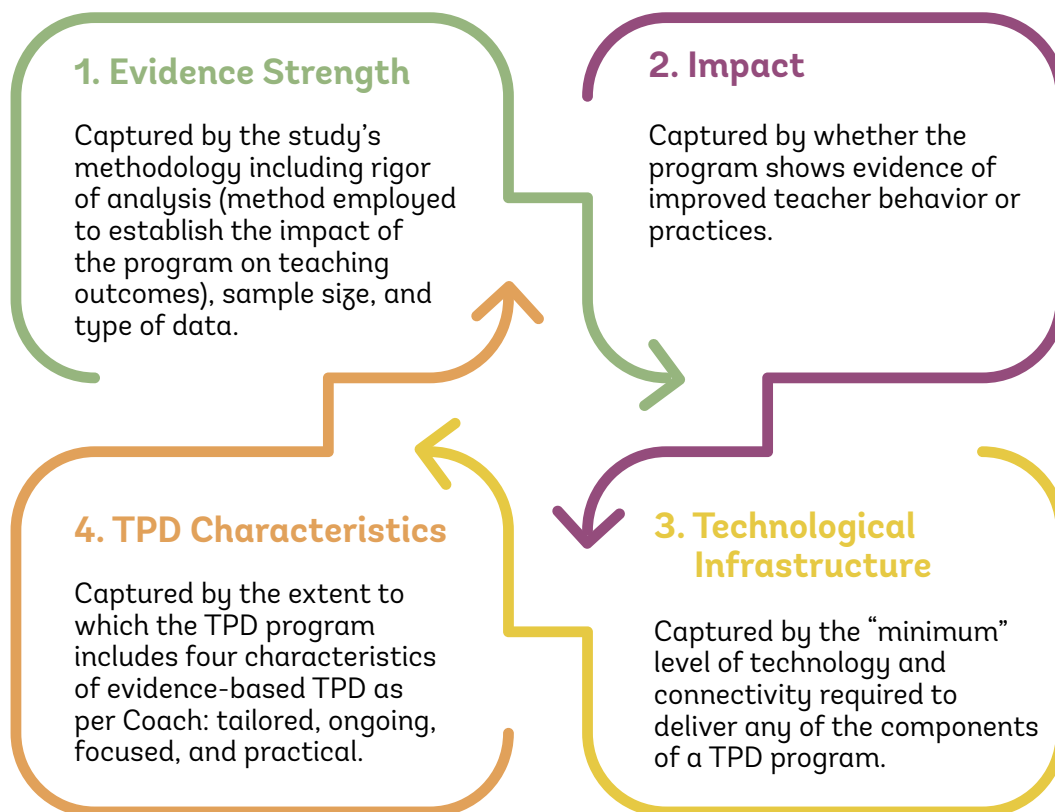 1. Evidence Strength
Captured by the study’s
methodology including rigor
of analysis (method employed
to establish the impact of
the program on teaching
outcomes), sample size, and
type of data.
2. Impact
Captured by whether the
program shows evidence of
improved teacher behavior or
practices.
3. Technological
Infrastructure
Captured by the “minimum”
level of technology and
connectivity required to
deliver any of the components
of a TPD program.
4. TPD Characteristics
Captured by the extent to
which the TPD program
includes four characteristics
of evidence-based TPD as
per Coach: tailored, ongoing,
focused, and practical.